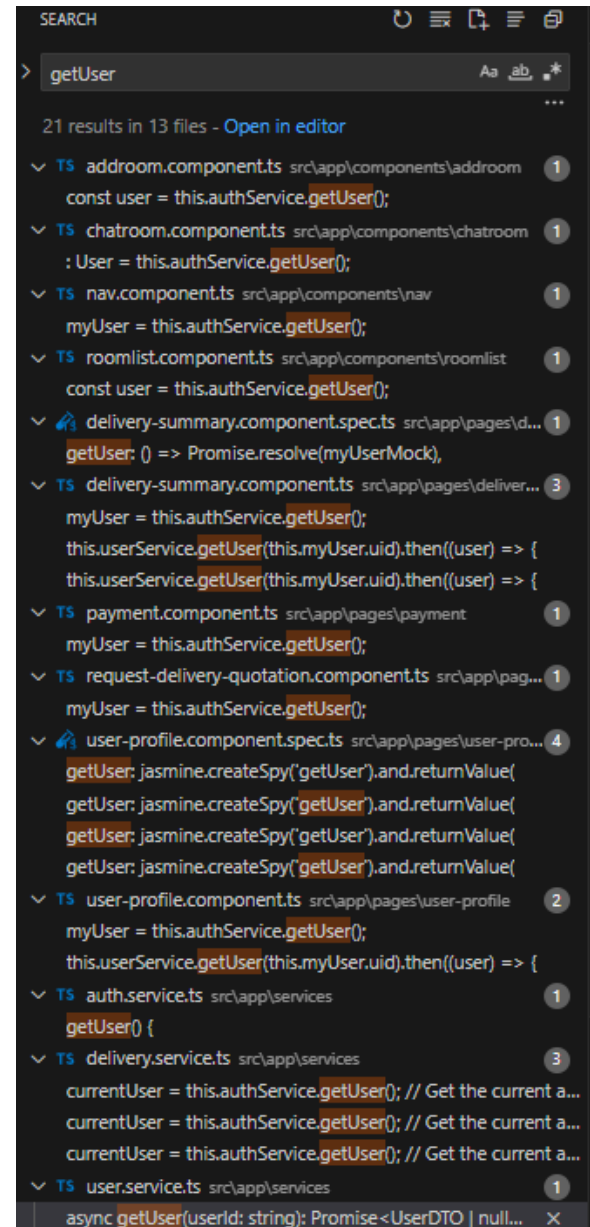 SEARCH
getUser Aa ab .*
...
21 results in 13 files - Open in editor
TS addroom.component.ts src\app\components\addroom 1
const user = this.authService.getUser();
TS chatroom.component.ts src\app\components\chatroom 1
: User = this.authService.getUser();
TS nav.component.ts src\app\components\nav 1
myUser = this.authService.getUser();
TS roomlist.component.ts src\app\components\roomlist 1
const user = this.authService.getUser();
delivery-summary.component.spec.ts src\app\pages\d... 1
getUser: () => Promise.resolve(myUserMock),
TS delivery-summary.component.ts src\app\pages\deliver... 3
myUser = this.authService.getUser();
this.userService.getUser(this.myUser.uid).then((user) => {
this.userService.getUser(this.myUser.uid).then((user) => {
TS payment.component.ts src\app\pages\payment 1
myUser = this.authService.getUser();
TS request-delivery-quotation.component.ts src\app\pag... 1
myUser = this.authService.getUser();
user-profile.component.spec.ts src\app\pages\user-pro... 4
getUser: jasmine.createSpy('getUser').and.returnValue(
getUser: jasmine.createSpy('getUser').and.returnValue(
getUser: jasmine.createSpy('getUser').and.returnValue(
getUser: jasmine.createSpy('getUser').and.returnValue(
TS user-profile.component.ts src\app\pages\user-profile 2
myUser = this.authService.getUser();
this.userService.getUser(this.myUser.uid).then((user) => {
TS auth.service.ts src\app\services 1
getUser() {
TS delivery.service.ts src\app\services 3
currentUser = this.authService.getUser(); // Get the current a...
currentUser = this.authService.getUser(); // Get the current a...
currentUser = this.authService.getUser(); // Get the current a...
TS user.service.ts src\app\services 1
async getUser(userId: string): Promise<UserDTO | null...